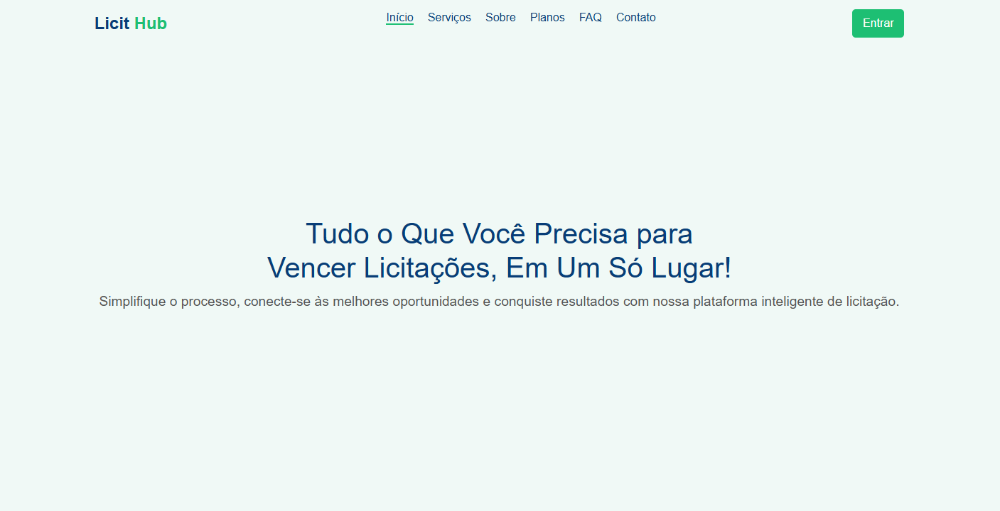 Licit Hub
Início Serviços Sobre Planos FAQ Contato
Entrar
Tudo o Que Você Precisa para
Vencer Licitações, Em Um Só Lugar!
Simplifique o processo, conecte-se às melhores oportunidades e conquiste resultados com nossa plataforma inteligente de licitação.